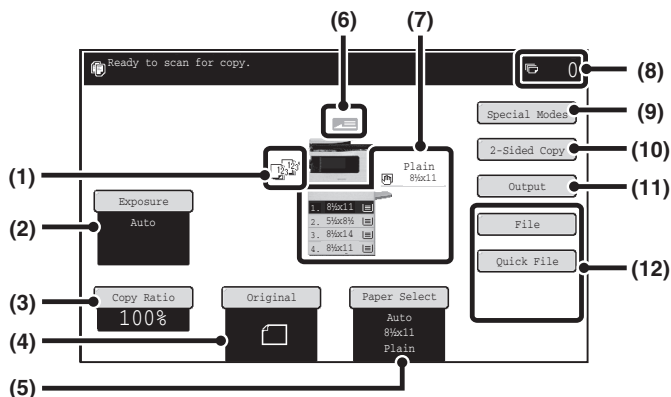 (6)
(7)
Ready to scan for copy.
0
(8)
Special Modes
(9)
2-Sided Copy
(10)
(1)
Plain
8½x11
Output
(11)
Exposure
Auto
(2)
1. 8½x11
2. 5½x8½
3. 8½x14
4. 8½x11
File
Quick File
(12)
(3)
Copy Ratio
100%
Original
Paper Select
Auto
8½x11
Plain
(4)
(5)